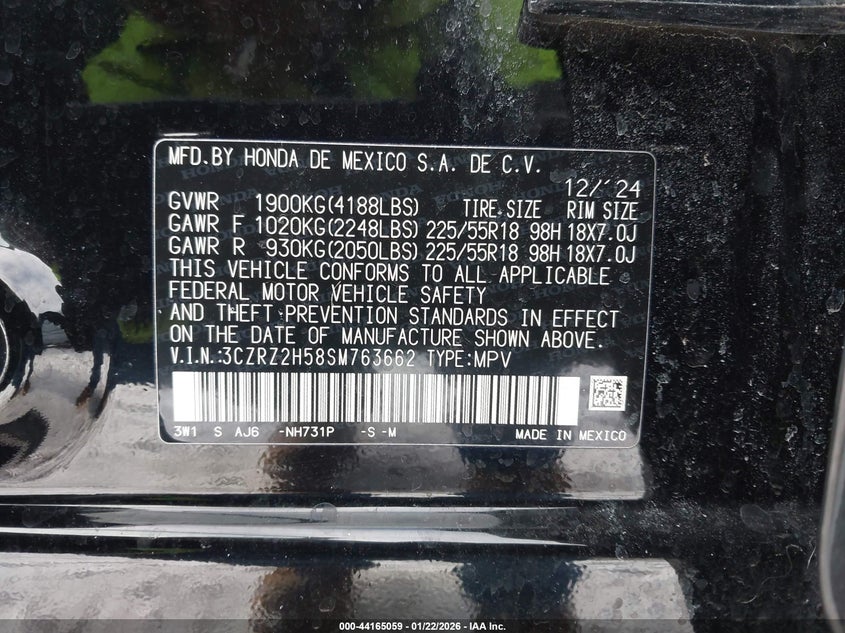 MFD.BY HONDA DE MEXICO S.A. DE C.V.
12/'24
GVWR 1900KG(4188LBS) TIRE SIZE RIM SIZE
GAWR F 1020KG(2248LBS) 225/55R18 98H 18X7.0J
GAWR R 930KG(2050LBS) 225/55R18 98H 18X7.0J
THIS VEHICLE CONFORMS TO ALL APPLICABLE
FEDERAL MOTOR VEHICLE SAFETY
AND THEFT PREVENTION STANDARDS IN EFFECT
ON THE DATE OF MANUFACTURE SHOWN ABOVE.
V.I.N.:3CZRZ2H58SM763662 TYPE:MPV
3W1 S AJ6 -NH731P -S -M MADE IN MEXICO
000-44165059 - 01/22/2026 - IAA Inc.